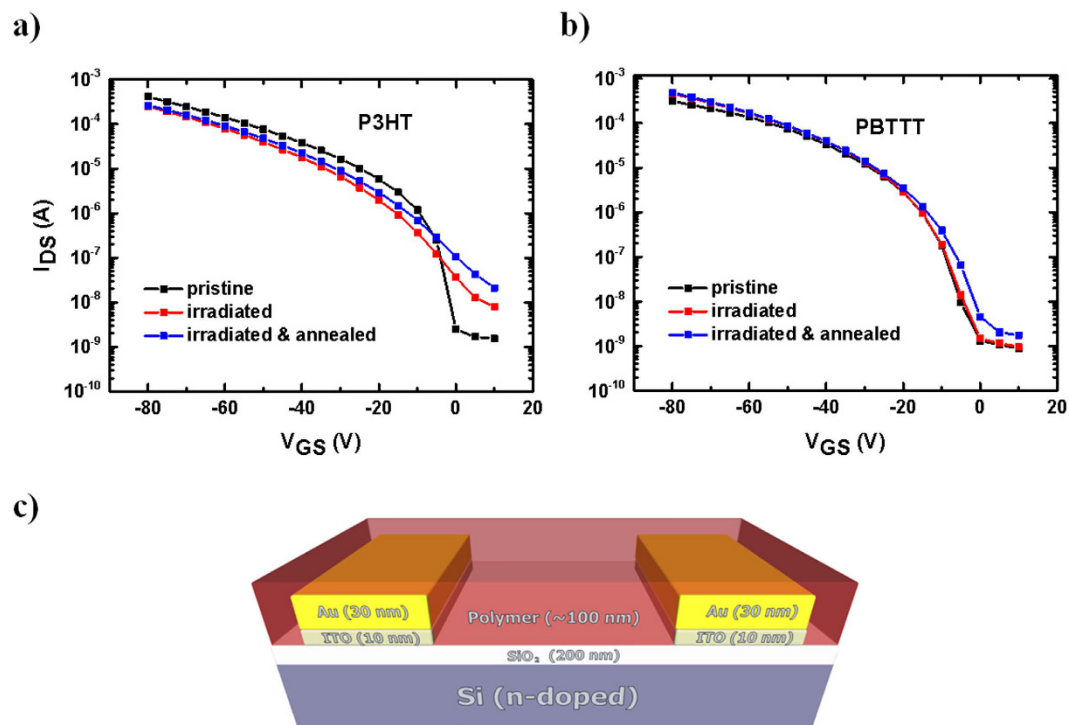 a)
10⁻³
10⁻⁴
10⁻⁵
10⁻⁶
10⁻⁷
10⁻⁸
10⁻⁹
10⁻¹⁰
I_DS (A)
P3HT
pristine
irradiated
irradiated & annealed
-80 -60 -40 -20 0 20
V_GS (V)
b)
10⁻³
10⁻⁴
10⁻⁵
10⁻⁶
10⁻⁷
10⁻⁸
10⁻⁹
10⁻¹⁰
PBTTT
pristine
irradiated
irradiated & annealed
-80 -60 -40 -20 0 20
V_GS (V)
c)
Au (30 nm) Polymer (~100 nm) Au (30 nm)
ITO (10 nm) ITO (10 nm)
SiO₂ (200 nm)
Si (n-doped)